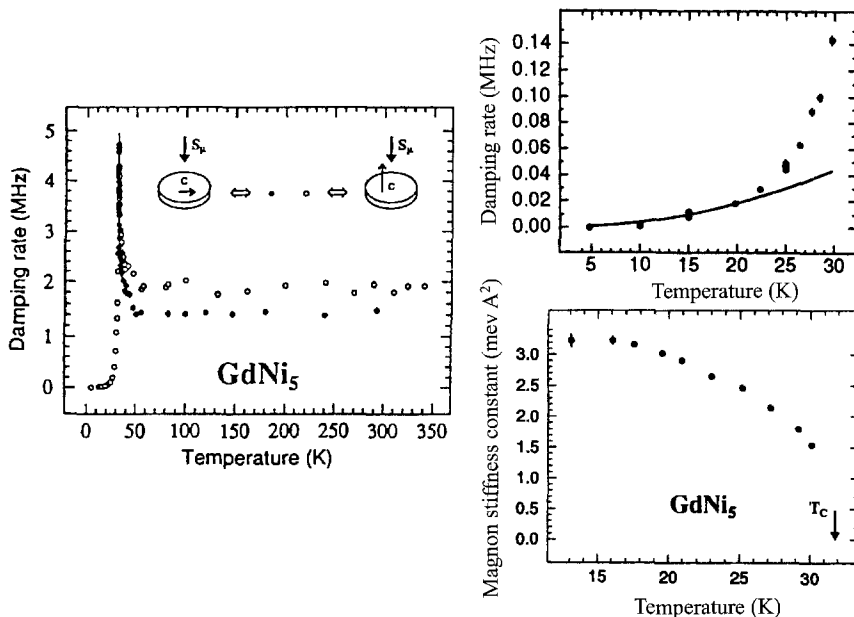 Damping rate (MHz)
5
4
3
2
1
0
Sμ
Sμ
C
c
GdNi5
0 50 100 150 200 250 300 350
Temperature (K)
Damping rate (MHz)
0.14
0.12
0.10
0.08
0.06
0.04
0.02
0.00
5 10 15 20 25 30
Temperature (K)
Magnon stiffness constant (mev A²)
3.0
2.5
2.0
1.5
1.0
0.5
0.0
GdNi5
TC
15 20 25 30
Temperature (K)